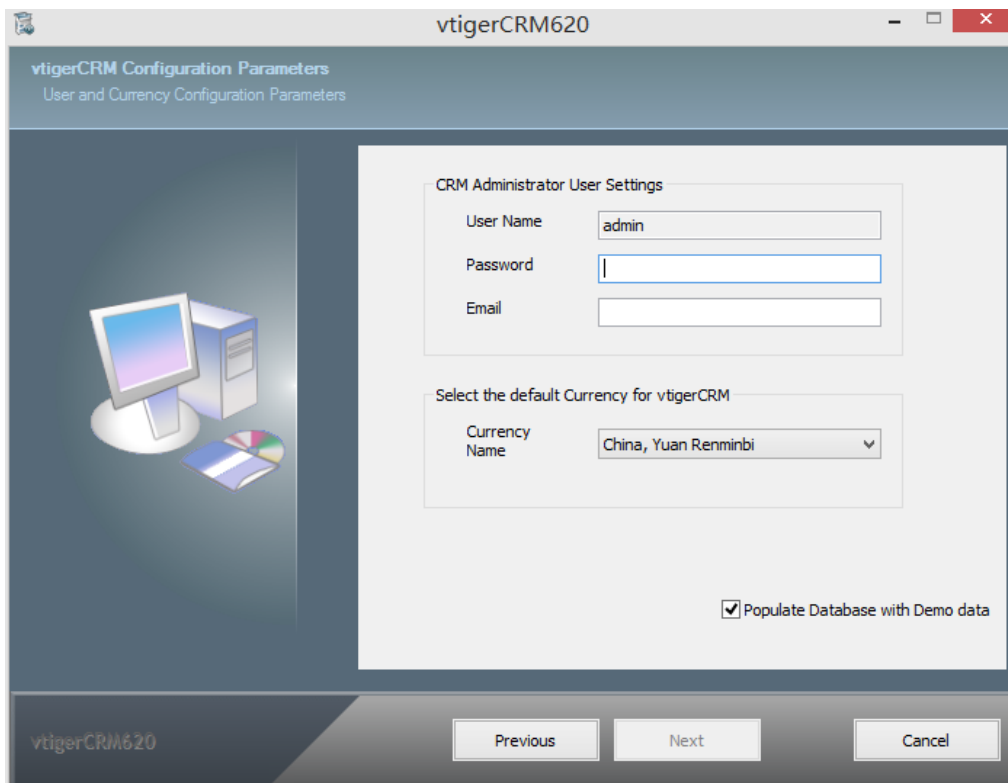 vtigerCRM620
vtigerCRM Configuration Parameters
User and Currency Configuration Parameters
CRM Administrator User Settings
User Name
admin
Password
Email
Select the default Currency for vtigerCRM
Currency
Name
China, Yuan Renminbi
Populate Database with Demo data
vtigerCRM620
Previous
Next
Cancel